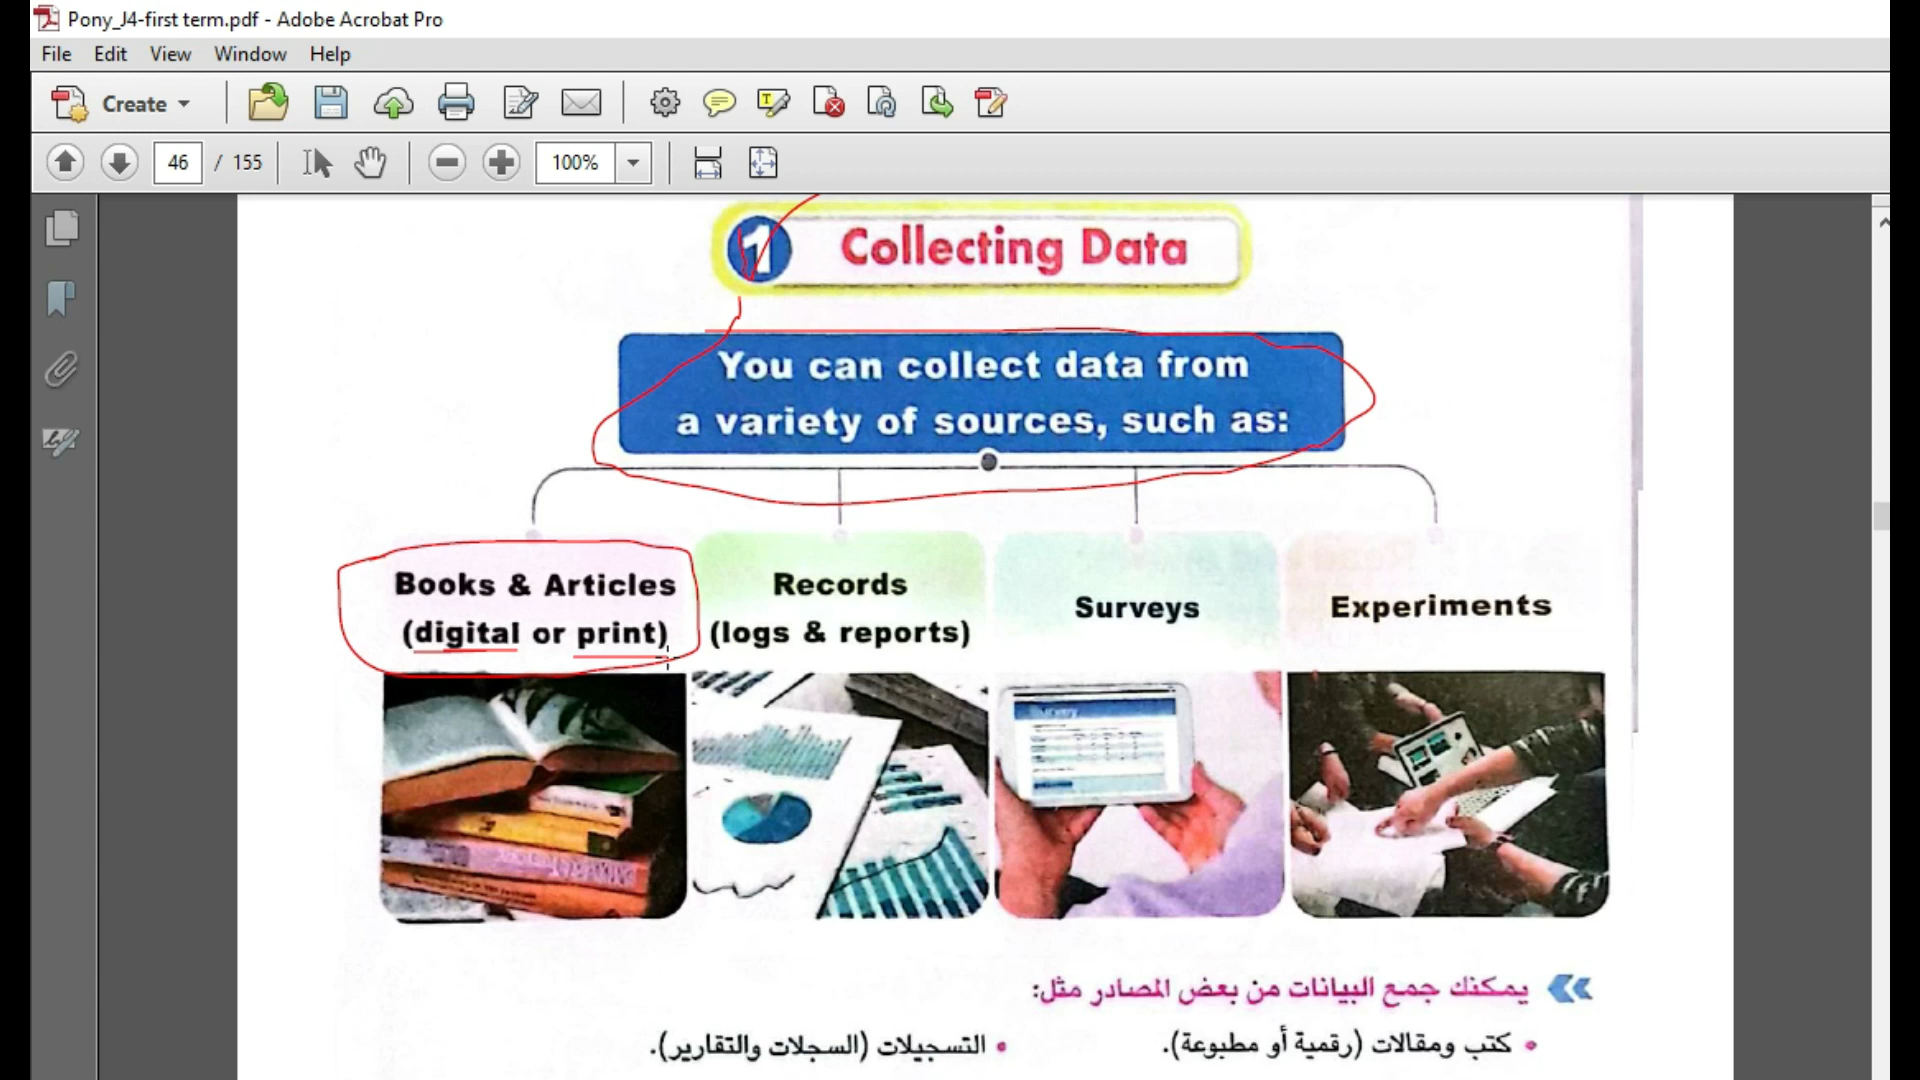 Pony_J4-first term.pdf - Adobe Acrobat Pro
File Edit View Window Help
Create
46 / 155 100%
1 Collecting Data
You can collect data from
a variety of sources, such as:
Books & Articles
(digital or print)
Records
(logs & reports)
Surveys
Experiments
Survey
يمكنك جمع البيانات من بعض المصادر مثل:
• كتب ومقالات (رقمية أو مطبوعة).
• التسجيلات (السجلات والتقارير).